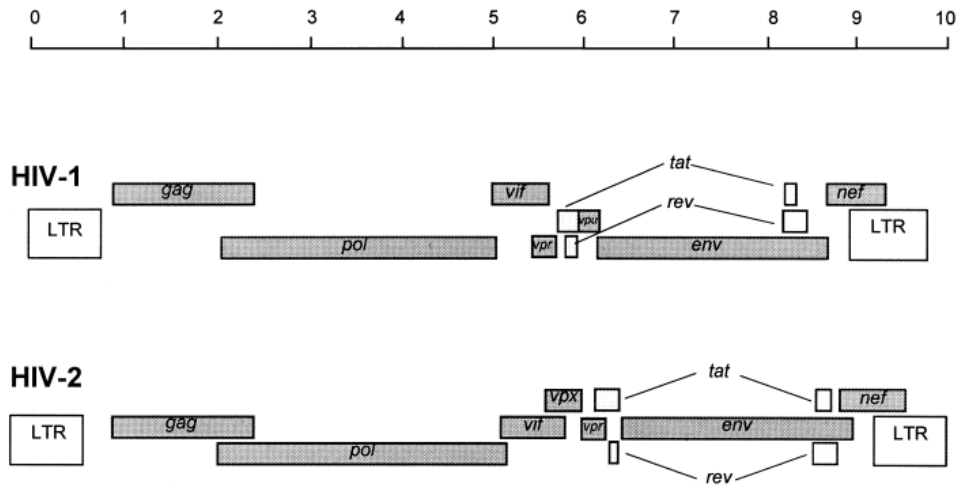 0 1 2 3 4 5 6 7 8 9 10
HIV-1
tat
gag vif nef
rev
LTR vpu LTR
pol vpr env
HIV-2
tat
vpx nef
gag vif vpr env
LTR LTR
pol
rev